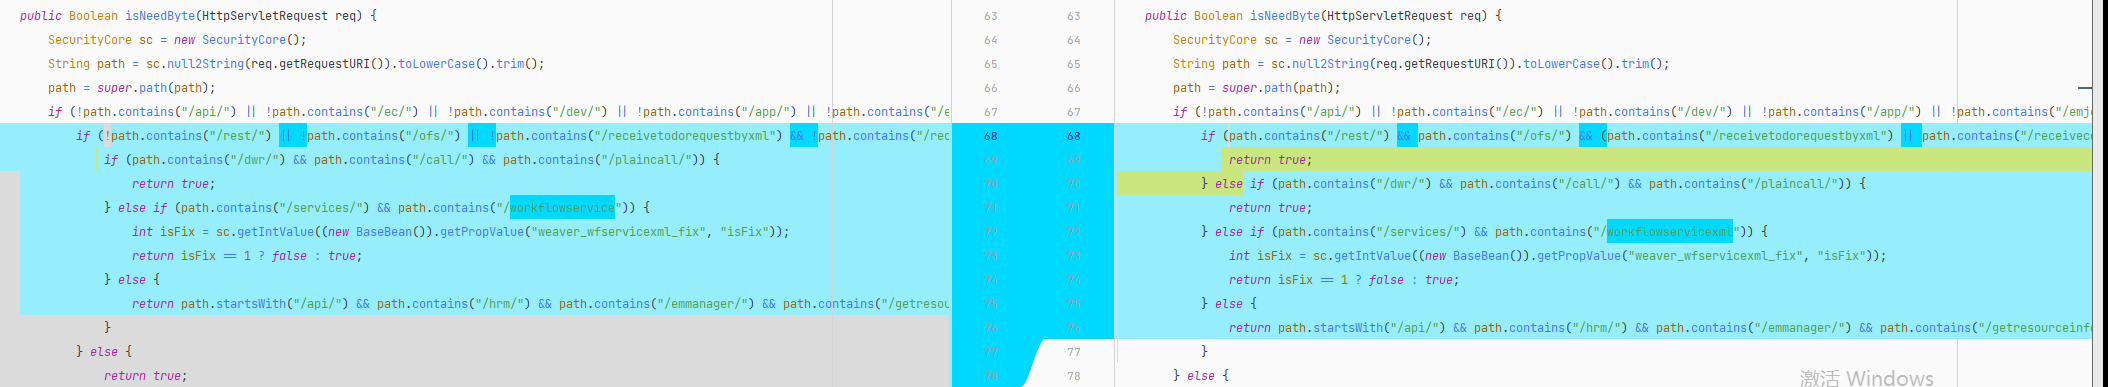 public Boolean isNeedByte(HttpServletRequest req) {
SecurityCore sc = new SecurityCore();
String path = sc.null2String(req.getRequestURI()).toLowerCase().trim();
path = super.path(path);
if (!path.contains("/api/") || !path.contains("/ec/") || !path.contains("/dev/") || !path.contains("/app/") || !path.contains("/e
if (!path.contains("/rest/") || !path.contains("/ofs/") || !path.contains("/receivetodorequestbyxml") && !path.contains("/rec
if (path.contains("/dwr/") && path.contains("/call/") && path.contains("/plaincall/")) {
return true;
} else if (path.contains("/services/") && path.contains("/workflowservice")) {
int isFix = sc.getIntValue((new BaseBean()).getPropValue("weaver_wfservicexml_fix", "isFix"));
return isFix == 1 ? false : true;
} else {
return path.startsWith("/api/") && path.contains("/hrm/") && path.contains("/emmanager/") && path.contains("/getresou
}
} else {
return true;
63 63
64 64
65 65
66 66
67 67
68 68
69 69
70 70
71 71
72 72
73 73
74 74
75 75
76 76
77 77
78 78
public Boolean isNeedByte(HttpServletRequest req) {
SecurityCore sc = new SecurityCore();
String path = sc.null2String(req.getRequestURI()).toLowerCase().trim();
path = super.path(path);
if (!path.contains("/api/") || !path.contains("/ec/") || !path.contains("/dev/") || !path.contains("/app/") || !path.contains("/emje
if (path.contains("/rest/") && path.contains("/ofs/") && (path.contains("/receivetodorequestbyxml") || path.contains("/receivecc
return true;
} else if (path.contains("/dwr/") && path.contains("/call/") && path.contains("/plaincall/")) {
return true;
} else if (path.contains("/services/") && path.contains("/workflowservicexml")) {
int isFix = sc.getIntValue((new BaseBean()).getPropValue("weaver_wfservicexml_fix", "isFix"));
return isFix == 1 ? false : true;
} else {
return path.startsWith("/api/") && path.contains("/hrm/") && path.contains("/emmanager/") && path.contains("/getresourceinf
}
} else {
激活 Windows